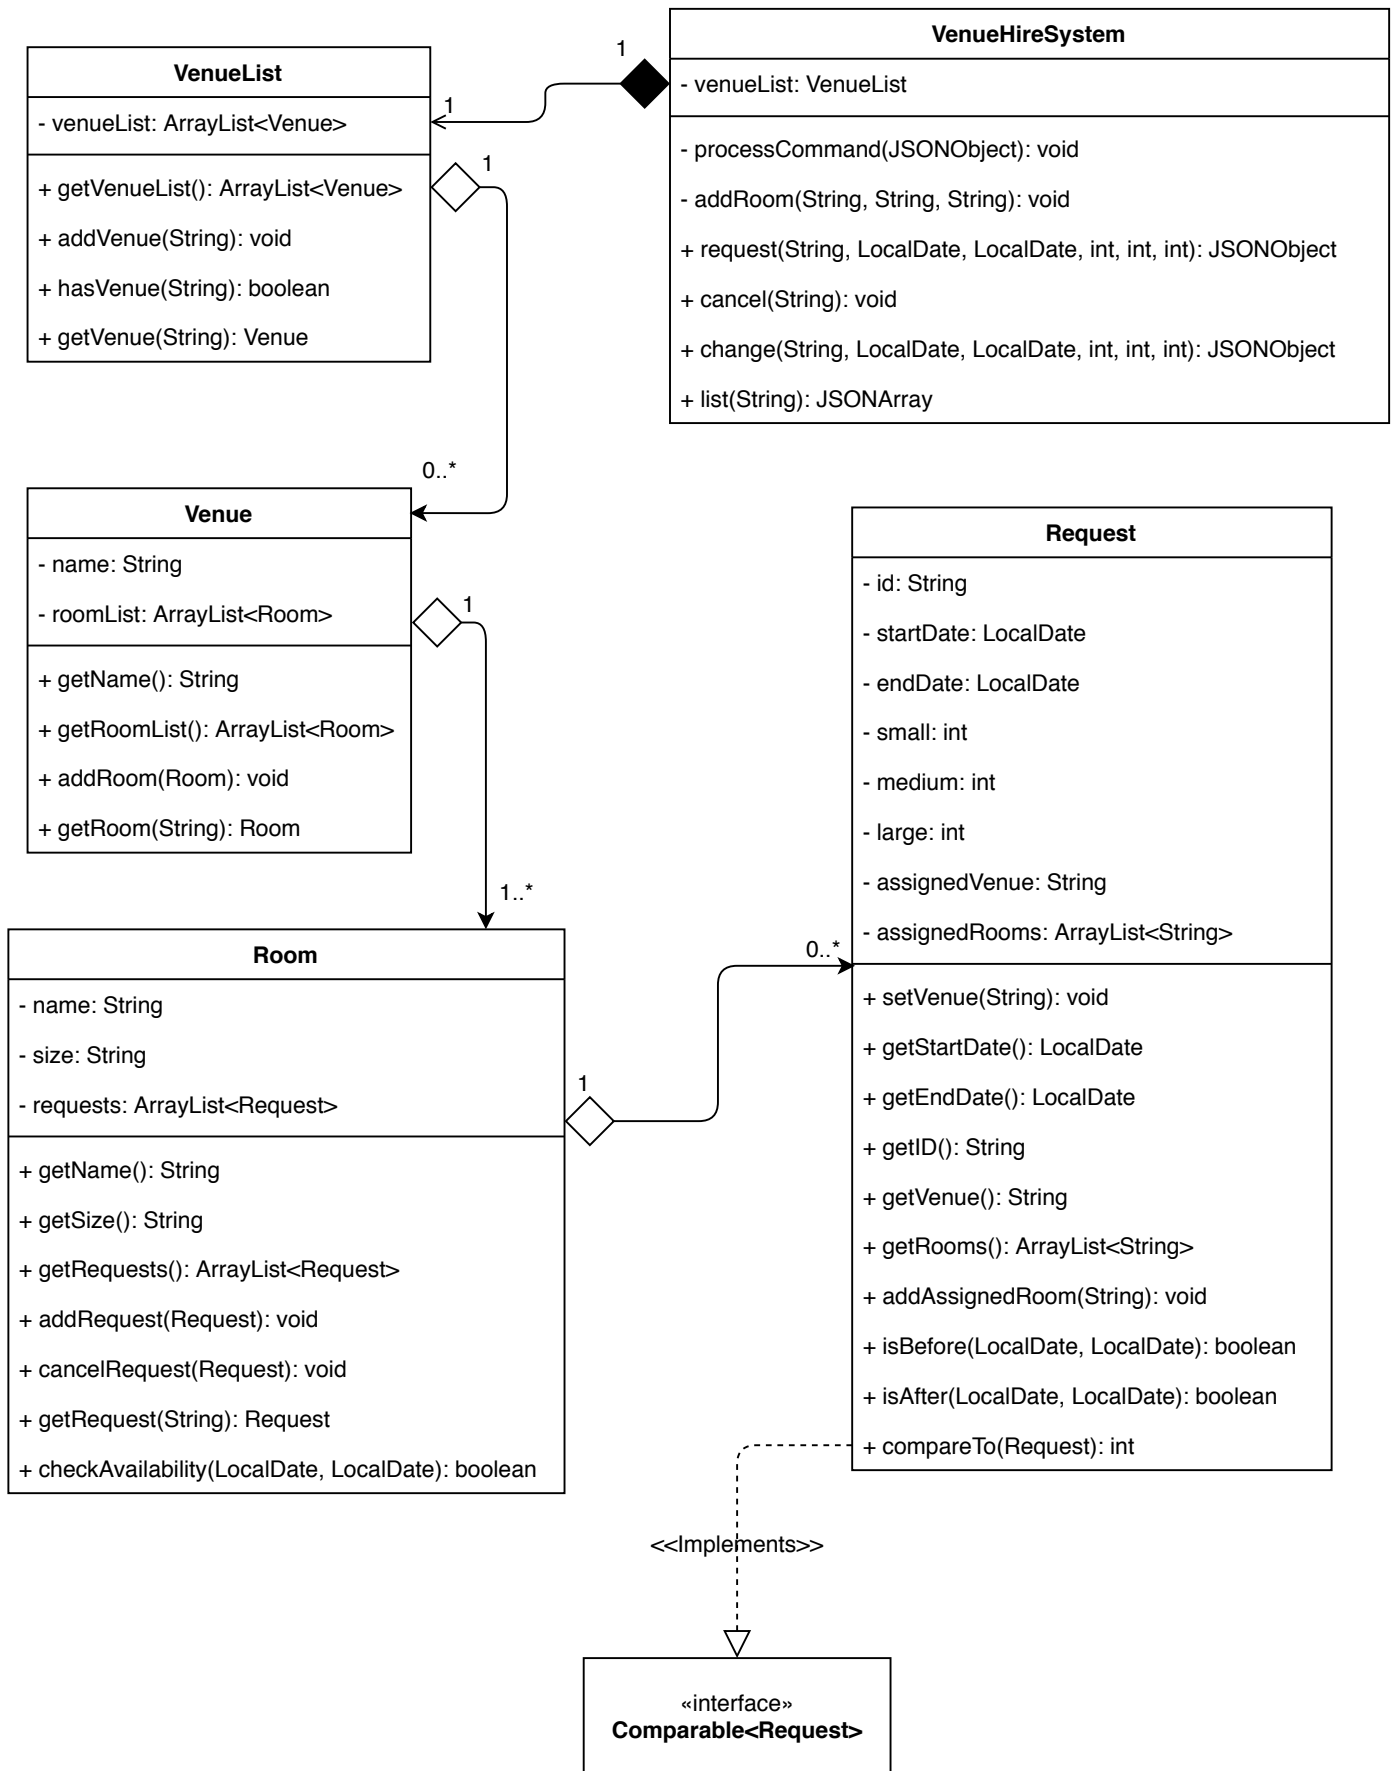 VenueHireSystem
- venueList: VenueList
- processCommand(JSONObject): void
- addRoom(String, String, String): void
+ request(String, LocalDate, LocalDate, int, int, int): JSONObject
+ cancel(String): void
+ change(String, LocalDate, LocalDate, int, int, int): JSONObject
+ list(String): JSONArray
1
1
VenueList
- venueList: ArrayList<Venue>
+ getVenueList(): ArrayList<Venue>
+ addVenue(String): void
+ hasVenue(String): boolean
+ getVenue(String): Venue
1
0..*
Venue
- name: String
- roomList: ArrayList<Room>
+ getName(): String
+ getRoomList(): ArrayList<Room>
+ addRoom(Room): void
+ getRoom(String): Room
1
1..*
Room
- name: String
- size: String
- requests: ArrayList<Request>
+ getName(): String
+ getSize(): String
+ getRequests(): ArrayList<Request>
+ addRequest(Request): void
+ cancelRequest(Request): void
+ getRequest(String): Request
+ checkAvailability(LocalDate, LocalDate): boolean
1
0..*
Request
- id: String
- startDate: LocalDate
- endDate: LocalDate
- small: int
- medium: int
- large: int
- assignedVenue: String
- assignedRooms: ArrayList<String>
+ setVenue(String): void
+ getStartDate(): LocalDate
+ getEndDate(): LocalDate
+ getID(): String
+ getVenue(): String
+ getRooms(): ArrayList<String>
+ addAssignedRoom(String): void
+ isBefore(LocalDate, LocalDate): boolean
+ isAfter(LocalDate, LocalDate): boolean
+ compareTo(Request): int
<<Implements>>
«interface»
Comparable<Request>